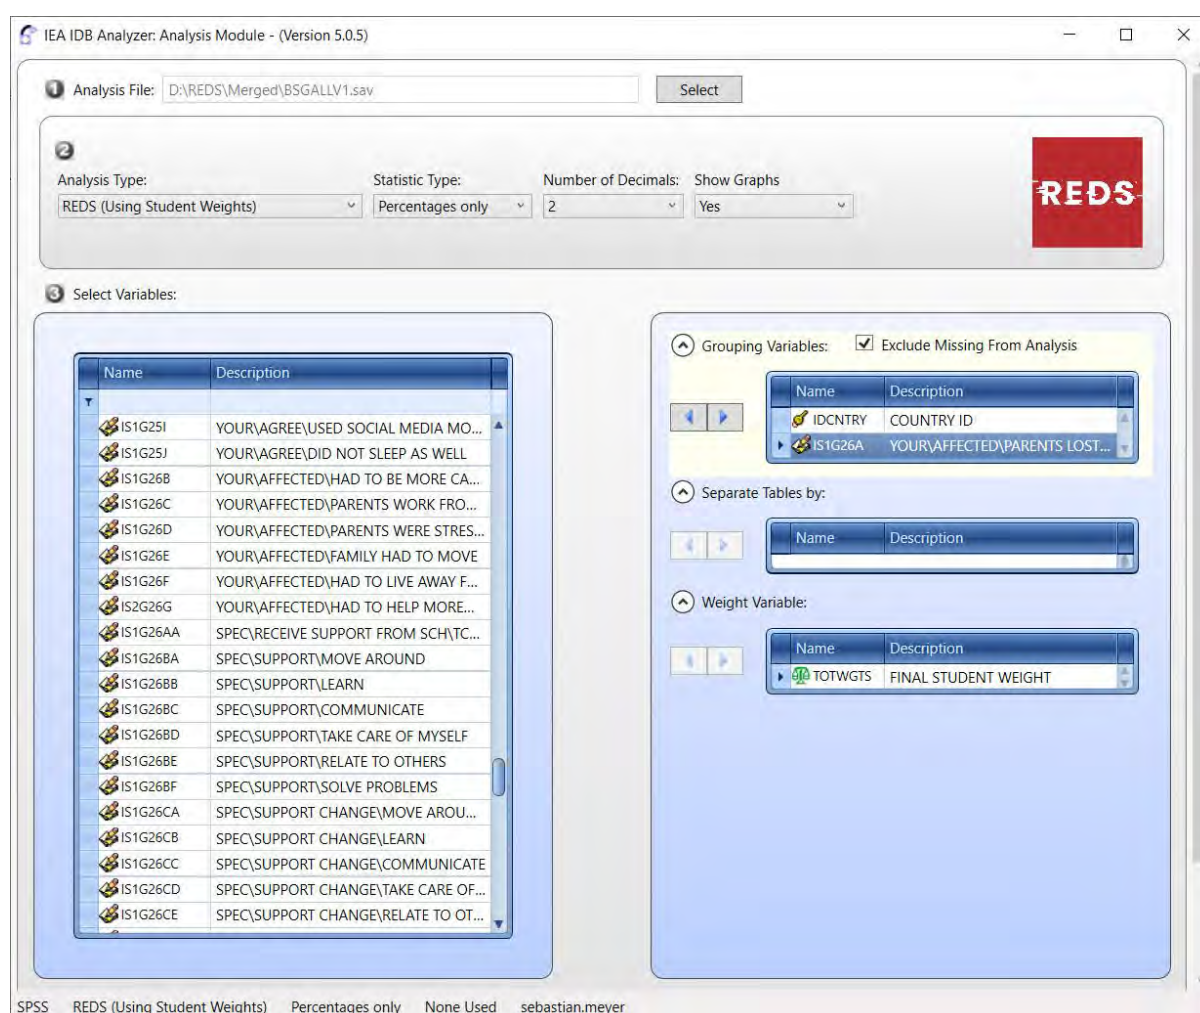 IEA IDB Analyzer: Analysis Module - (Version 5.0.5)
1 Analysis File: D:\REDS\Merged\BSGALLV1.sav Select
2
Analysis Type: Statistic Type: Number of Decimals: Show Graphs
REDS (Using Student Weights) Percentages only 2 Yes
REDS
3 Select Variables:
Name Description
IS1G25I YOUR\AGREE\USED SOCIAL MEDIA MO...
IS1G25J YOUR\AGREE\DID NOT SLEEP AS WELL
IS1G26B YOUR\AFFECTED\HAD TO BE MORE CA...
IS1G26C YOUR\AFFECTED\PARENTS WORK FRO...
IS1G26D YOUR\AFFECTED\PARENTS WERE STRES...
IS1G26E YOUR\AFFECTED\FAMILY HAD TO MOVE
IS1G26F YOUR\AFFECTED\HAD TO LIVE AWAY F...
IS2G26G YOUR\AFFECTED\HAD TO HELP MORE...
IS1G26AA SPEC\RECEIVE SUPPORT FROM SCH\TC...
IS1G26BA SPEC\SUPPORT\MOVE AROUND
IS1G26BB SPEC\SUPPORT\LEARN
IS1G26BC SPEC\SUPPORT\COMMUNICATE
IS1G26BD SPEC\SUPPORT\TAKE CARE OF MYSELF
IS1G26BE SPEC\SUPPORT\RELATE TO OTHERS
IS1G26BF SPEC\SUPPORT\SOLVE PROBLEMS
IS1G26CA SPEC\SUPPORT CHANGE\MOVE AROU...
IS1G26CB SPEC\SUPPORT CHANGE\LEARN
IS1G26CC SPEC\SUPPORT CHANGE\COMMUNICATE
IS1G26CD SPEC\SUPPORT CHANGE\TAKE CARE OF...
IS1G26CE SPEC\SUPPORT CHANGE\RELATE TO OT...
Grouping Variables: Exclude Missing From Analysis
Name Description
IDCNTRY COUNTRY ID
IS1G26A YOUR\AFFECTED\PARENTS LOST...
Separate Tables by:
Name Description
Weight Variable:
Name Description
TOTWGTS FINAL STUDENT WEIGHT
SPSS REDS (Using Student Weights) Percentages only None Used sebastian.meyer